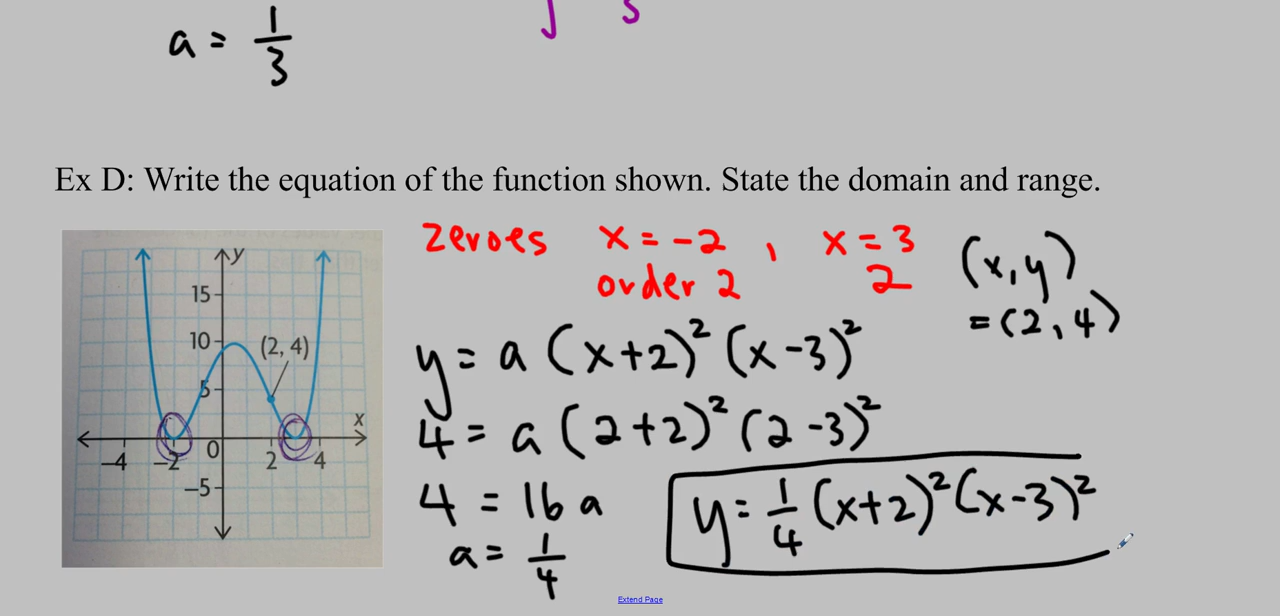 a = 1/3
Ex D: Write the equation of the function shown. State the domain and range.
zeroes x = -2 , x = 3
order 2 2
(x, y)
= (2, 4)
y
15
10
(2, 4)
5
x
-4 -2 0 2 4
-5
y = a (x+2)² (x-3)²
4 = a (2+2)² (2-3)²
4 = 16 a
a = 1/4
y = 1/4 (x+2)² (x-3)²
Extend Page